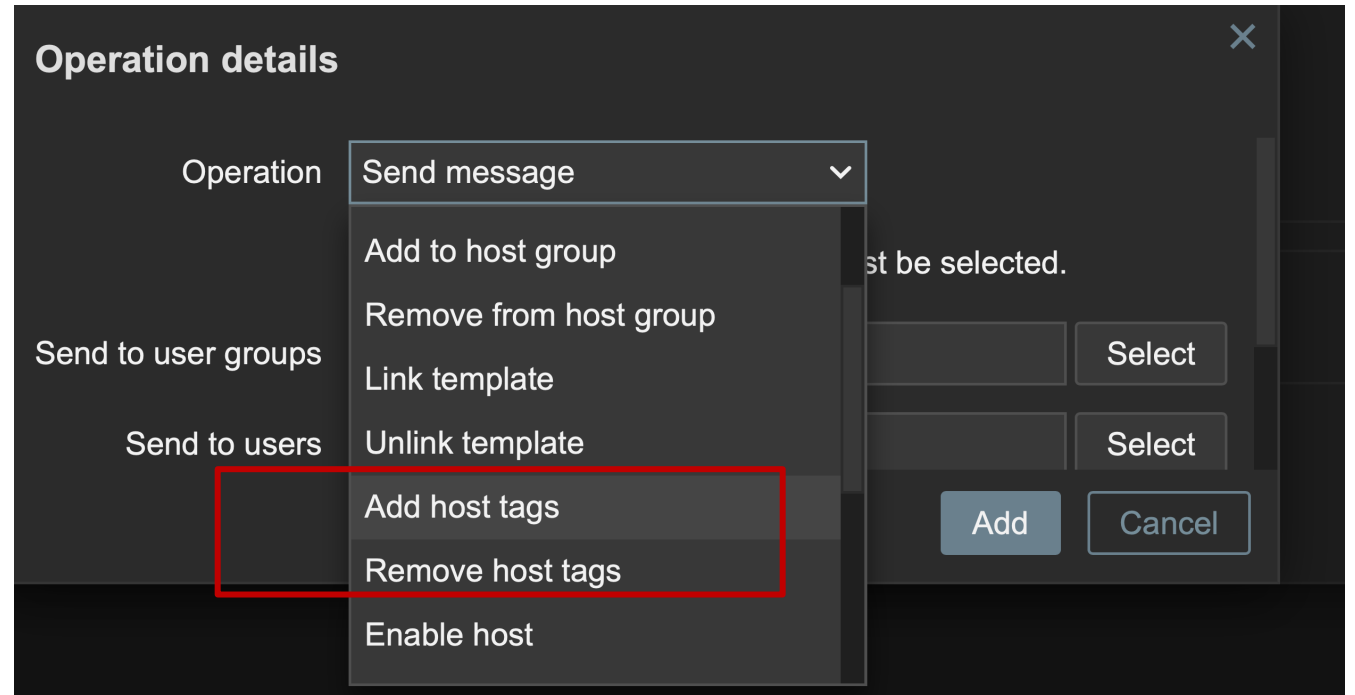 Operation details
Operation Send message
Add to host group
st be selected.
Remove from host group
Send to user groups Select
Link template
Send to users Unlink template Select
Add host tags
Add Cancel
Remove host tags
Enable host